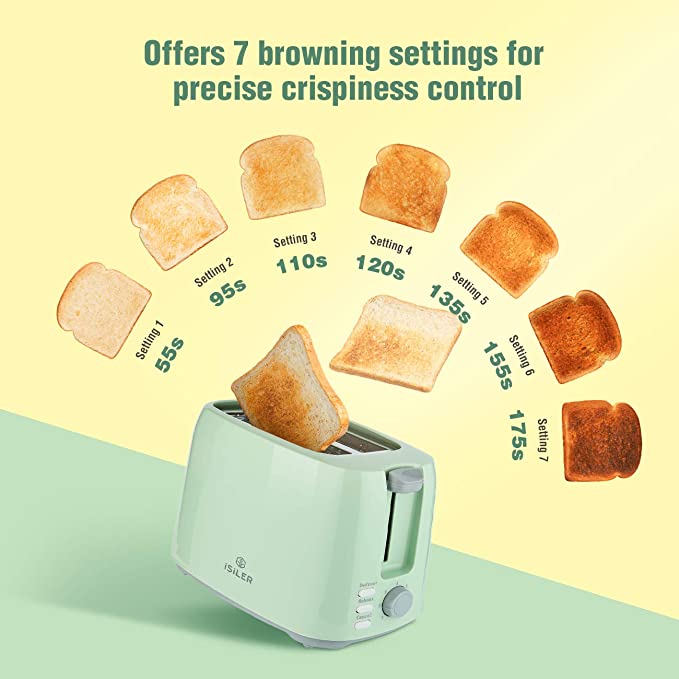 Offers 7 browning settings for
precise crispiness control
Setting 1
55s
Setting 2
95s
Setting 3
110s
Setting 4
120s
Setting 5
135s
Setting 6
155s
Setting 7
175s
iSiLER
Defrost
Reheat
Cancel